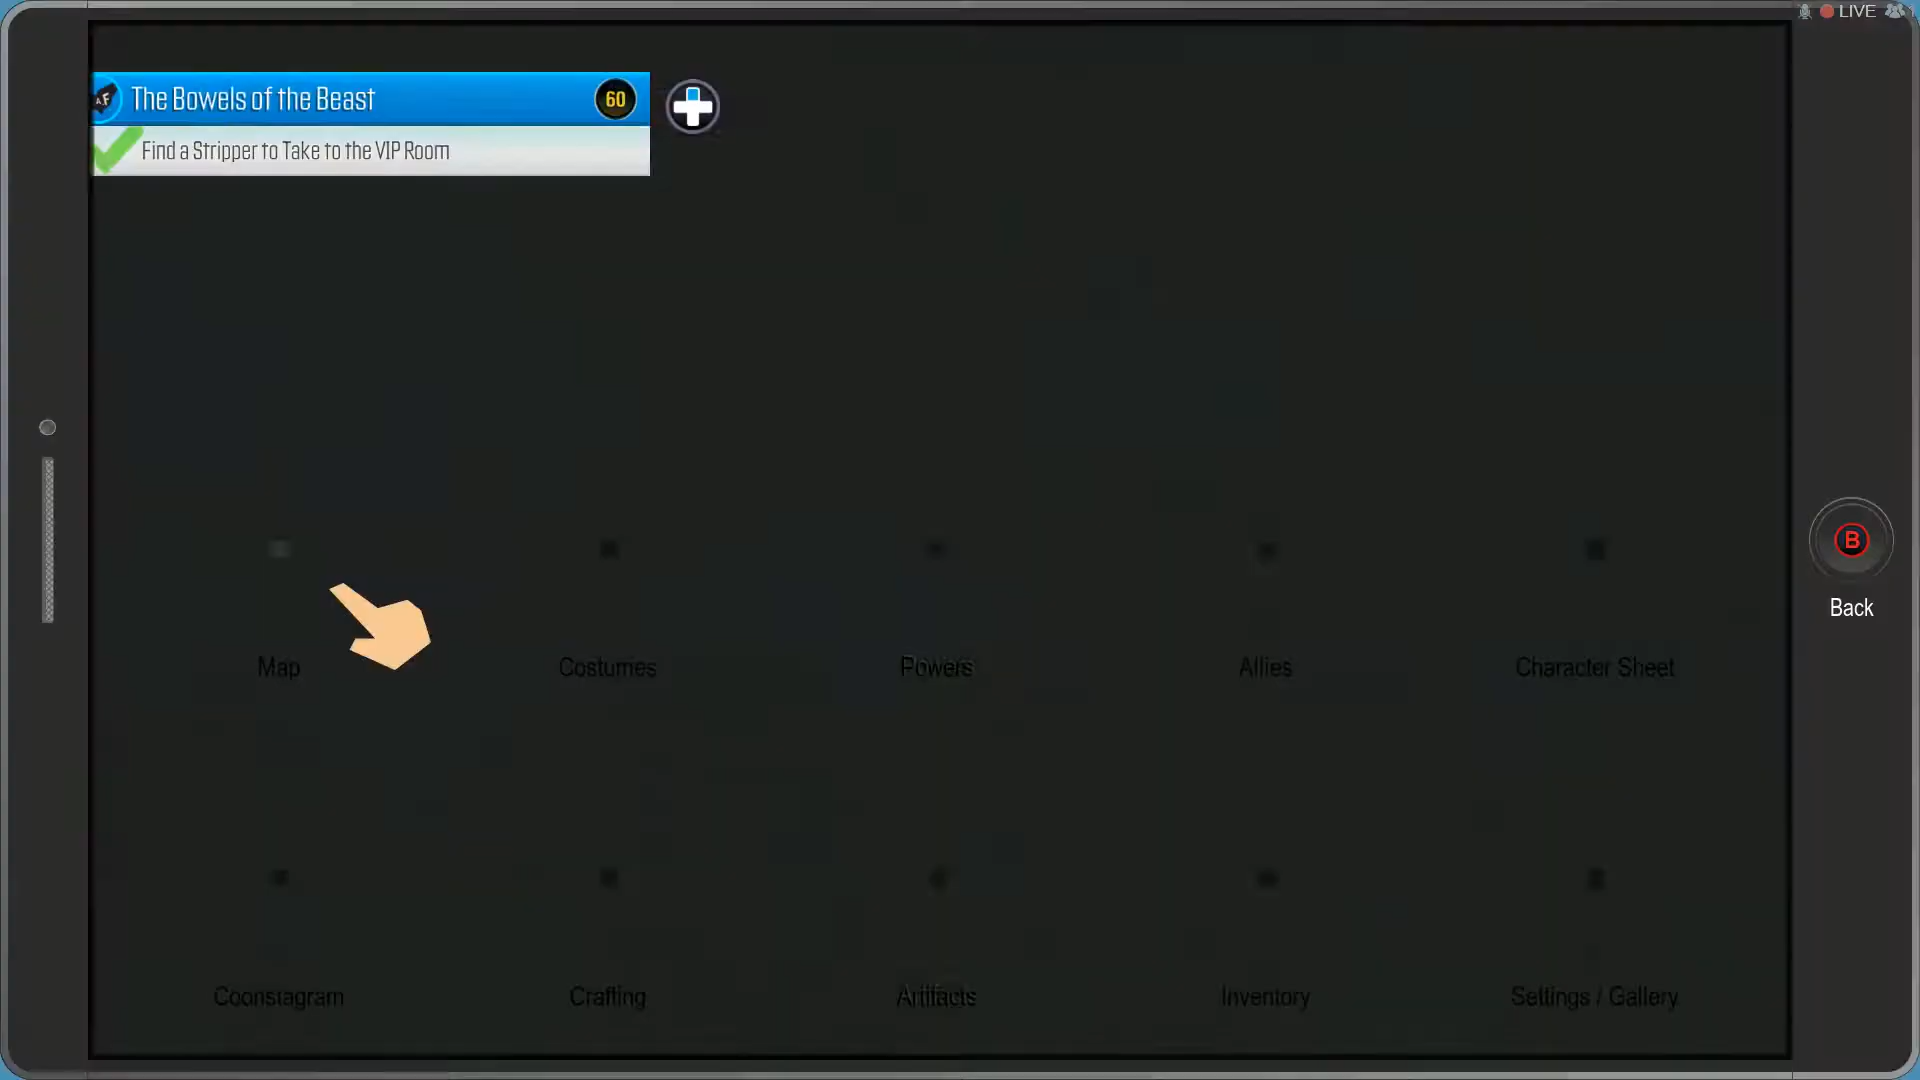 LIVE
The Bowels of the Beast
60
Find a Stripper to Take to the VIP Room
B
Back
Map
Costumes
Powers
Allies
Character Sheet
Coonstagram
Crafting
Artifacts
Inventory
Settings / Gallery